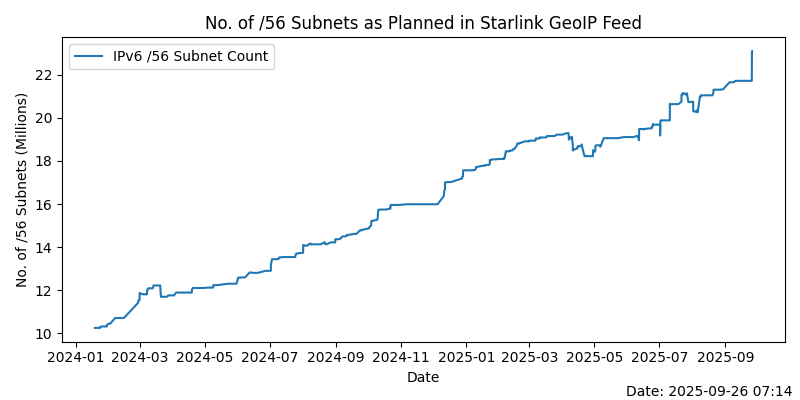 No. of /56 Subnets as Planned in Starlink GeoIP Feed
IPv6 /56 Subnet Count
No. of /56 Subnets (Millions)
22
20
18
16
14
12
10
2024-01 2024-03 2024-05 2024-07 2024-09 2024-11 2025-01 2025-03 2025-05 2025-07 2025-09
Date
Date: 2025-09-26 07:14